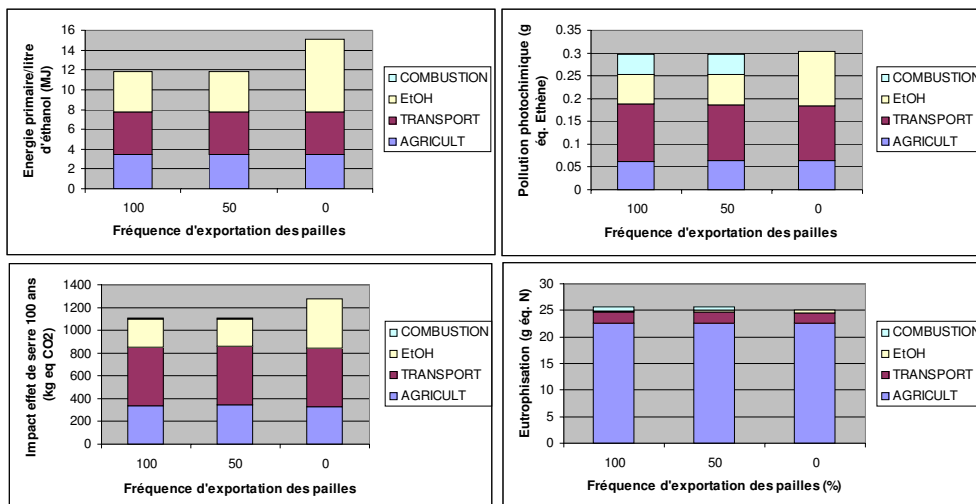 Energie primaire/litre
d'éthanol (MJ)
16
14
12
10
8
6
4
2
0
100
50
0
Fréquence d'exportation des pailles
COMBUSTION
EtOH
TRANSPORT
AGRICULT
Pollution photochimique (g
éq. Ethène)
0.35
0.3
0.25
0.2
0.15
0.1
0.05
0
100
50
0
Fréquence d'exportation des pailles
COMBUSTION
EtOH
TRANSPORT
AGRICULT
Impact effet de serre 100 ans
(kg eq CO2)
1400
1200
1000
800
600
400
200
0
100
50
0
Fréquence d'exportation des pailles
COMBUSTION
EtOH
TRANSPORT
AGRICULT
Eutrophisation (g éq. N)
30
25
20
15
10
5
0
100
50
0
Fréquence d'exportation des pailles (%)
COMBUSTION
EtOH
TRANSPORT
AGRICULT